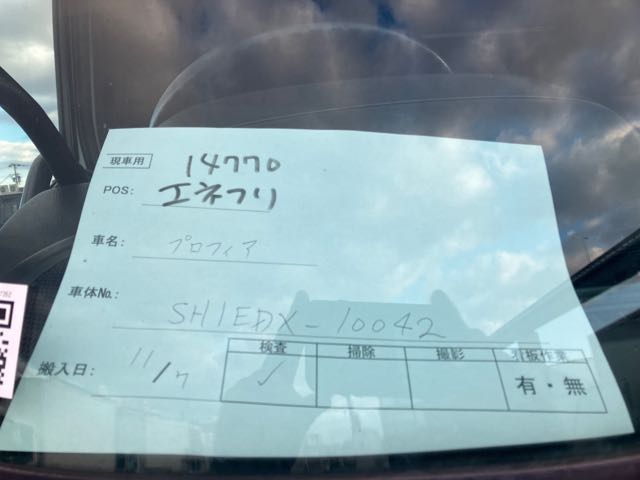 現車用 14770
POS: エネフリ
車名: プロフィア
車体No.: SH1EDX-10042
搬入日: 11/7
検査 掃除 撮影
✓ 有・無